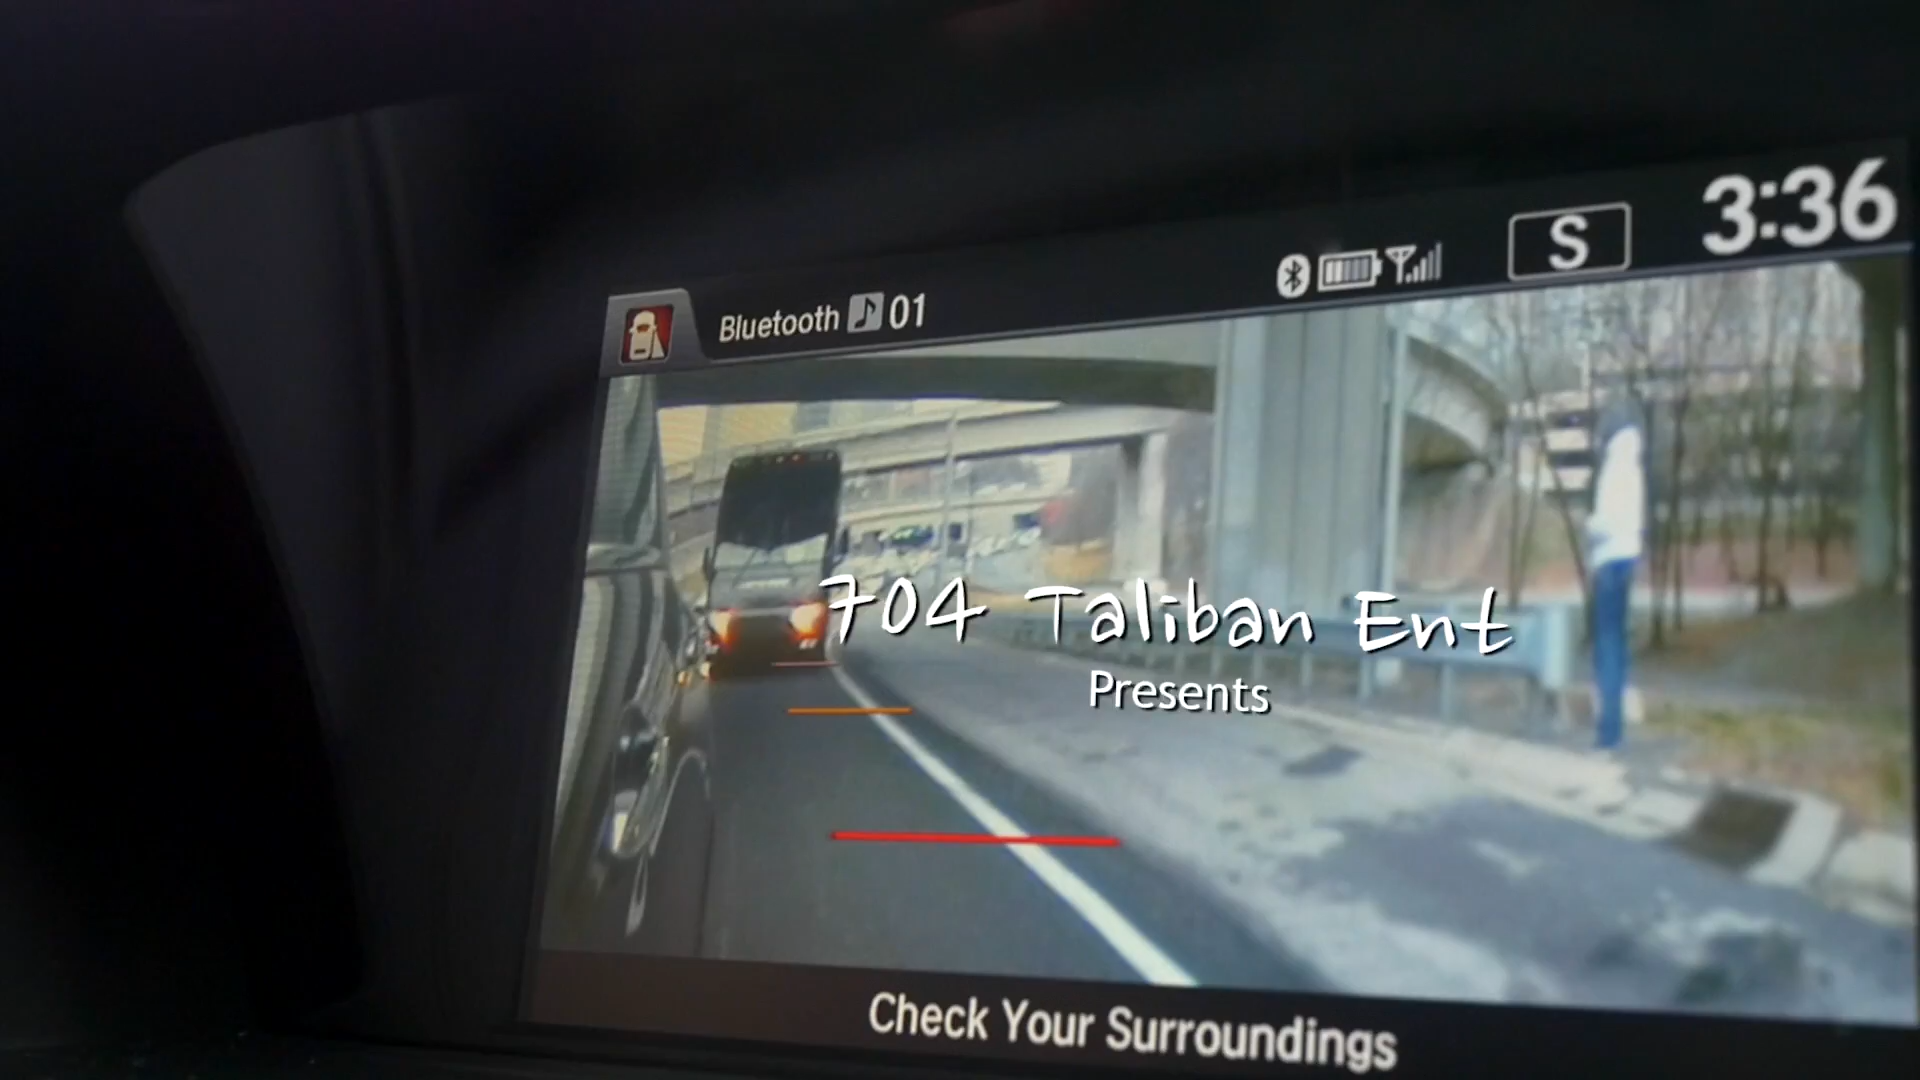 3:36
S
Bluetooth 01
704 Taliban Ent
Presents
Check Your Surroundings